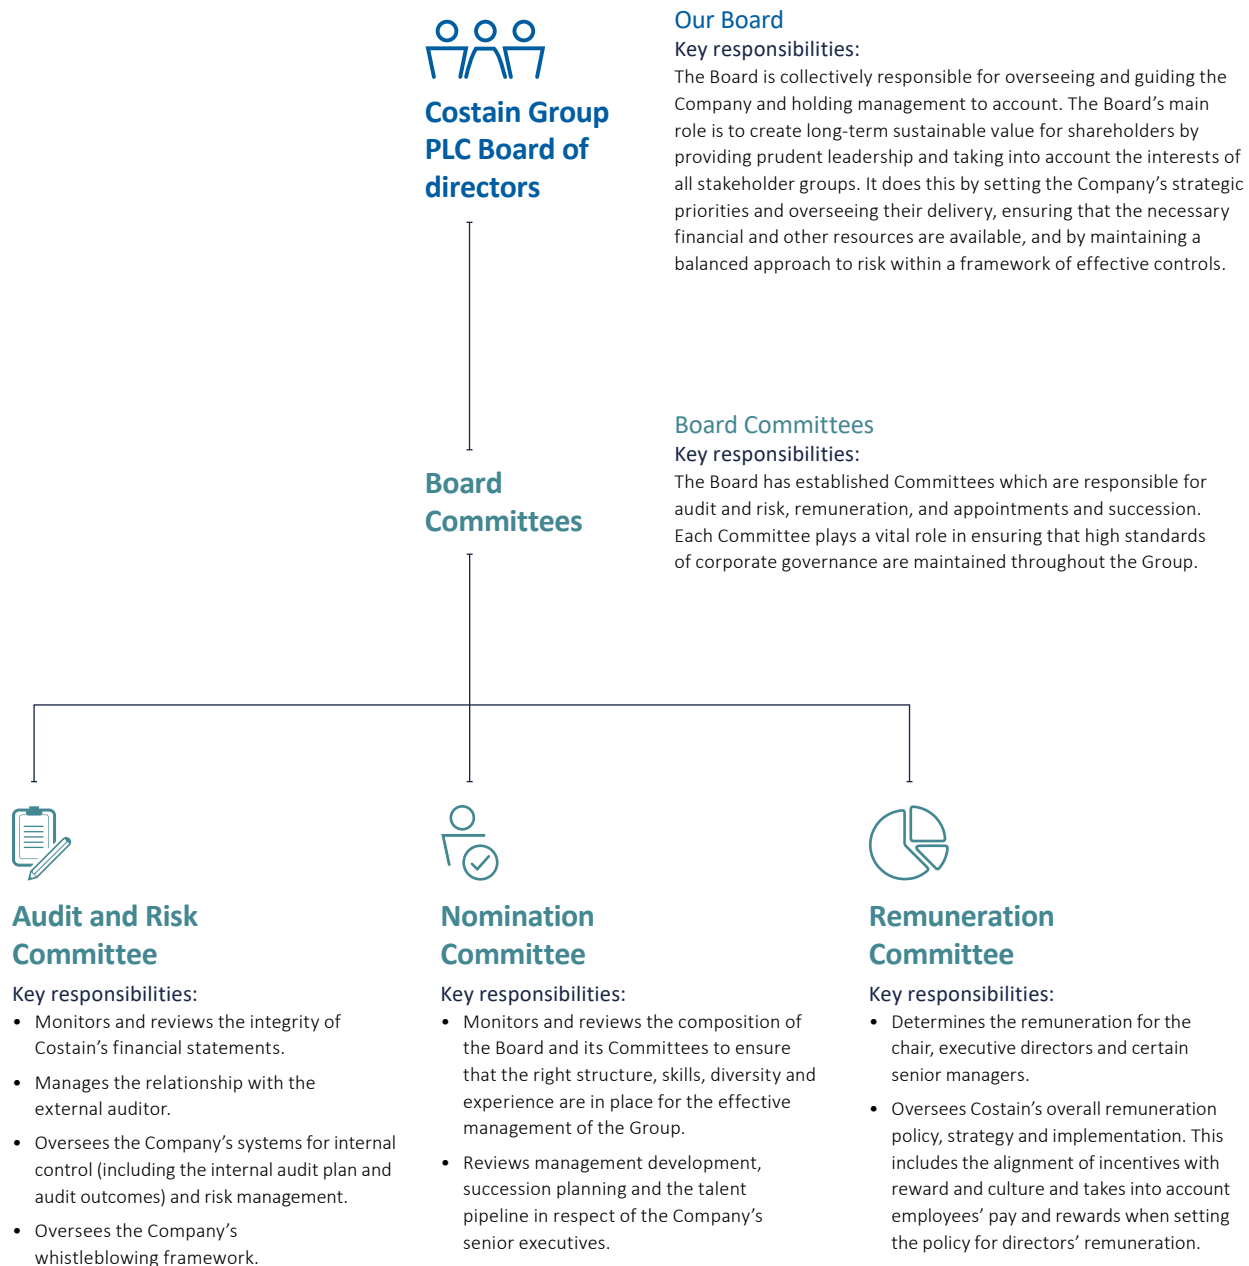 Costain Group
PLC Board of
directors
Our Board
Key responsibilities:
The Board is collectively responsible for overseeing and guiding the
Company and holding management to account. The Board’s main
role is to create long-term sustainable value for shareholders by
providing prudent leadership and taking into account the interests of
all stakeholder groups. It does this by setting the Company’s strategic
priorities and overseeing their delivery, ensuring that the necessary
financial and other resources are available, and by maintaining a
balanced approach to risk within a framework of effective controls.
Board
Committees
Board Committees
Key responsibilities:
The Board has established Committees which are responsible for
audit and risk, remuneration, and appointments and succession.
Each Committee plays a vital role in ensuring that high standards
of corporate governance are maintained throughout the Group.
Audit and Risk
Committee
Key responsibilities:
• Monitors and reviews the integrity of
Costain’s financial statements.
• Manages the relationship with the
external auditor.
• Oversees the Company’s systems for internal
control (including the internal audit plan and
audit outcomes) and risk management.
• Oversees the Company’s
whistleblowing framework.
Nomination
Committee
Key responsibilities:
• Monitors and reviews the composition of
the Board and its Committees to ensure
that the right structure, skills, diversity and
experience are in place for the effective
management of the Group.
• Reviews management development,
succession planning and the talent
pipeline in respect of the Company’s
senior executives.
Remuneration
Committee
Key responsibilities:
• Determines the remuneration for the
chair, executive directors and certain
senior managers.
• Oversees Costain’s overall remuneration
policy, strategy and implementation. This
includes the alignment of incentives with
reward and culture and takes into account
employees’ pay and rewards when setting
the policy for directors’ remuneration.